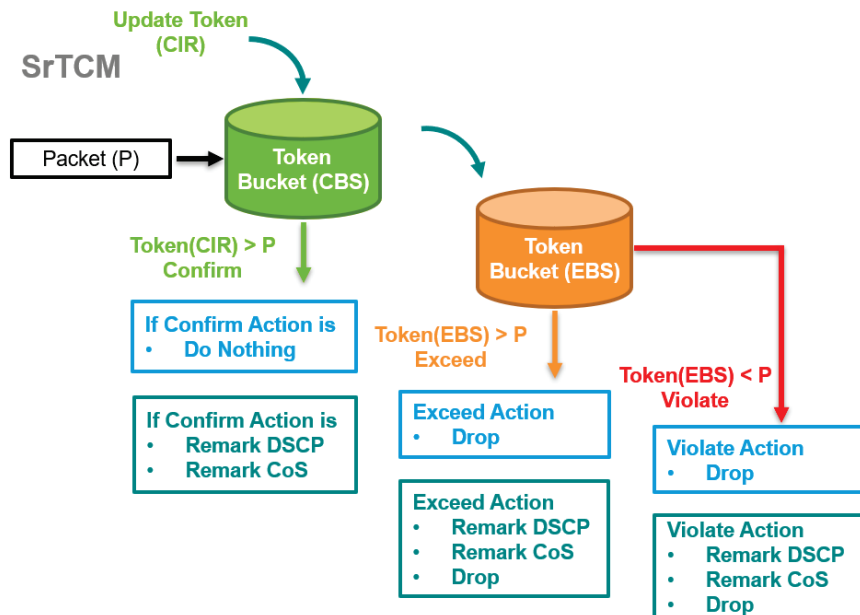 Update Token
(CIR)
SrTCM
Packet (P)
Token
Bucket (CBS)
Token
Bucket (EBS)
Token(CIR) > P
Confirm
If Confirm Action is
• Do Nothing
If Confirm Action is
• Remark DSCP
• Remark CoS
Token(EBS) > P
Exceed
Exceed Action
• Drop
Exceed Action
• Remark DSCP
• Remark CoS
• Drop
Token(EBS) < P
Violate
Violate Action
• Drop
Violate Action
• Remark DSCP
• Remark CoS
• Drop